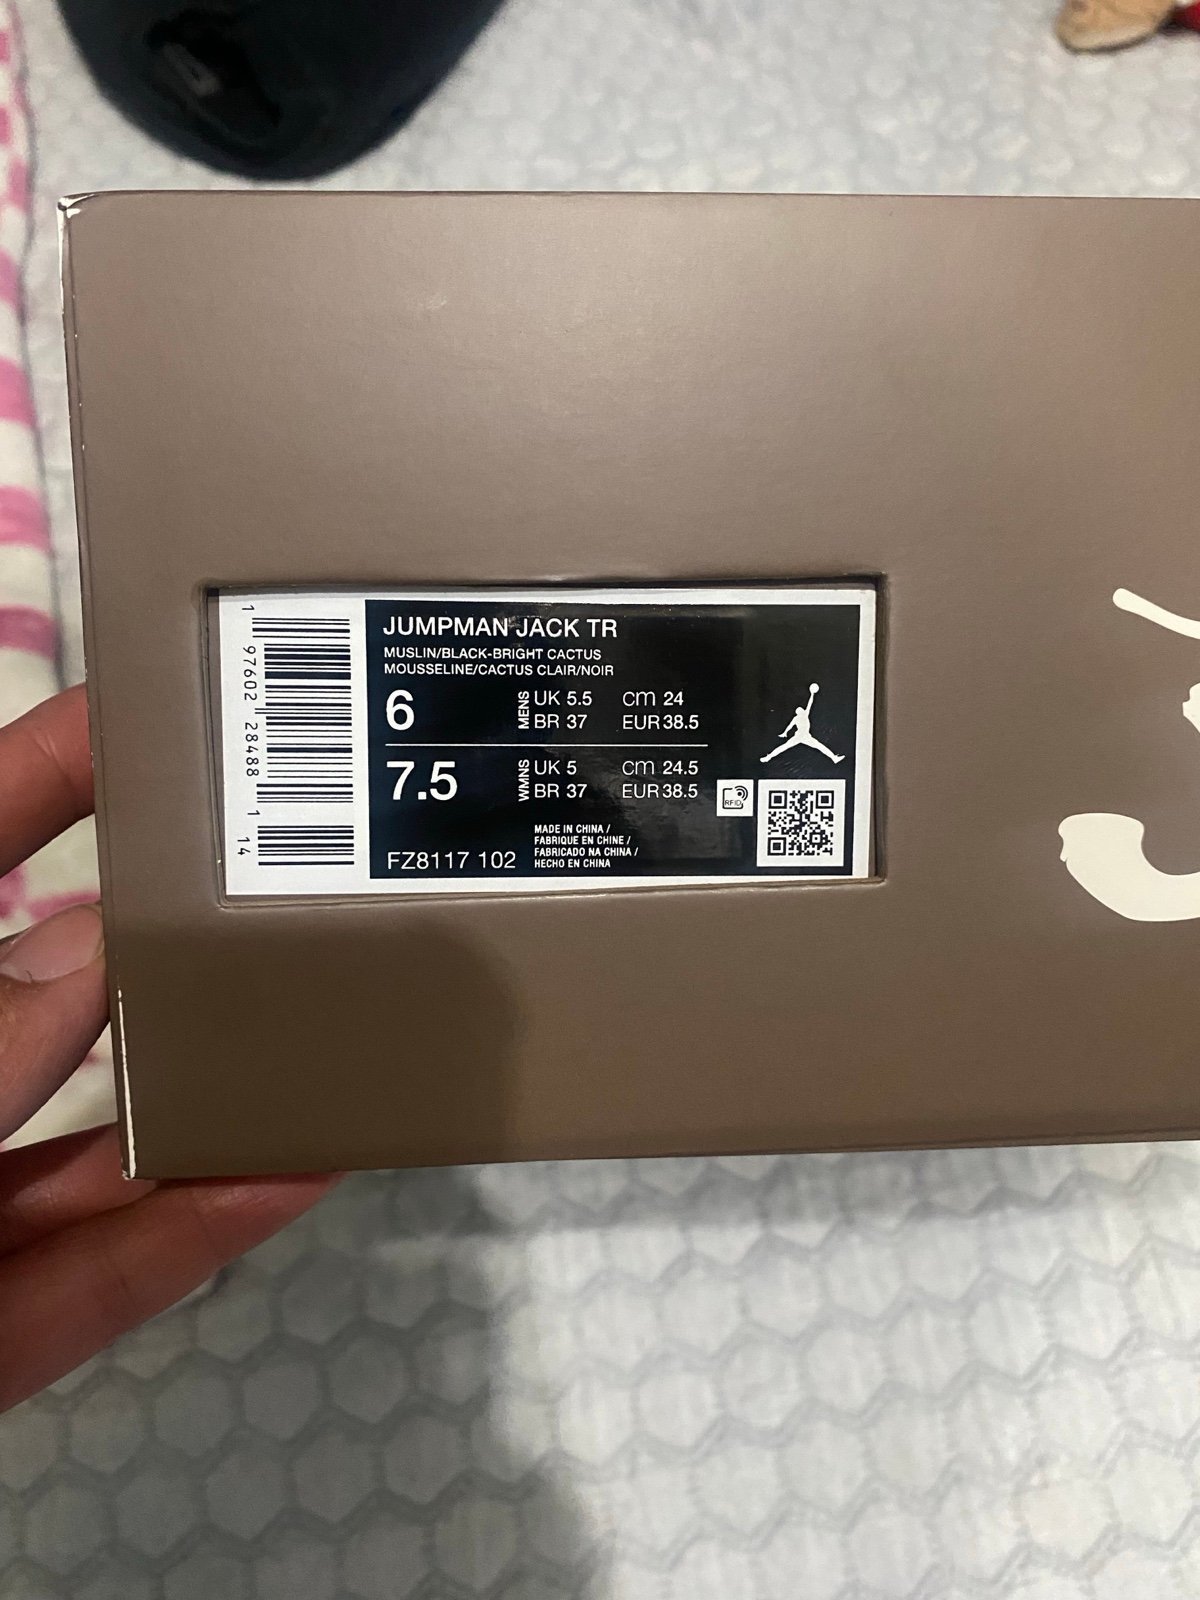 1 97602 28488 1 14
JUMPMAN JACK TR
MUSLIN/BLACK-BRIGHT CACTUS
MOUSSELINE/CACTUS CLAIR/NOIR
6 MENS UK 5.5 cm 24
BR 37 EUR 38.5
7.5 WMNS UK 5 cm 24.5
BR 37 EUR 38.5
RFID
MADE IN CHINA /
FABRIQUE EN CHINE /
FABRICADO NA CHINA /
HECHO EN CHINA
FZ8117 102